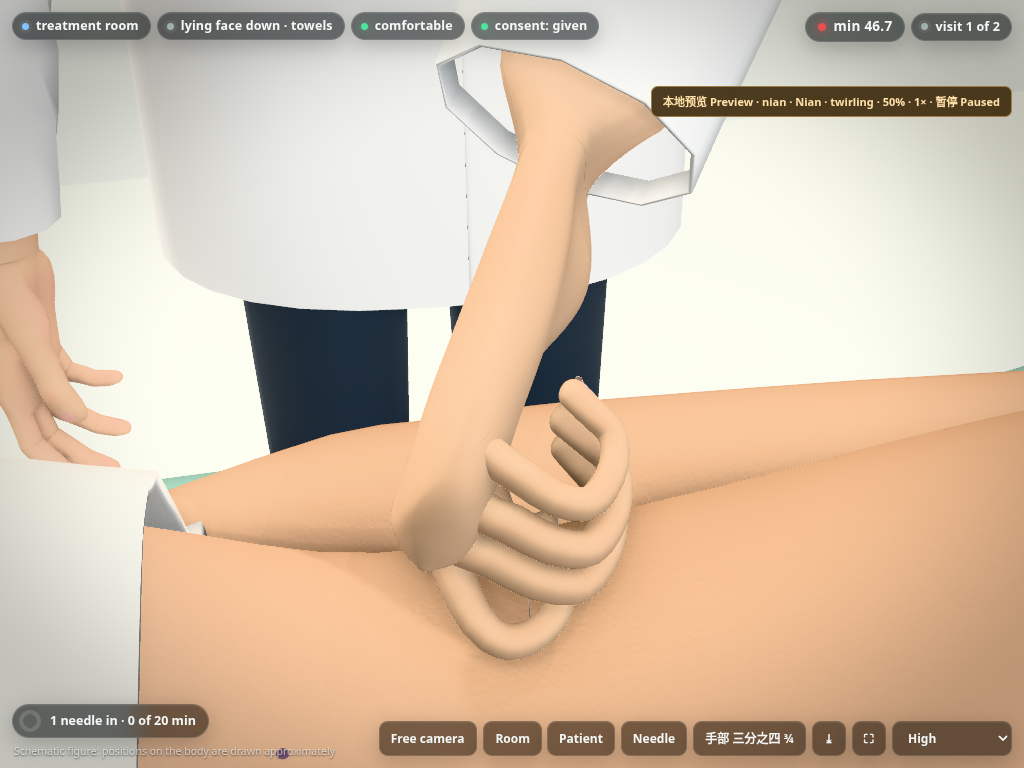 treatment room
lying face down · towels
comfortable
consent: given
min 46.7
visit 1 of 2
本地预览 Preview · nian · Nian · twirling · 50% · 1× · 暂停 Paused
1 needle in · 0 of 20 min
Schematic figure: positions on the body are drawn approximately
Free camera
Room
Patient
Needle
手部 三分之四 ¾
High